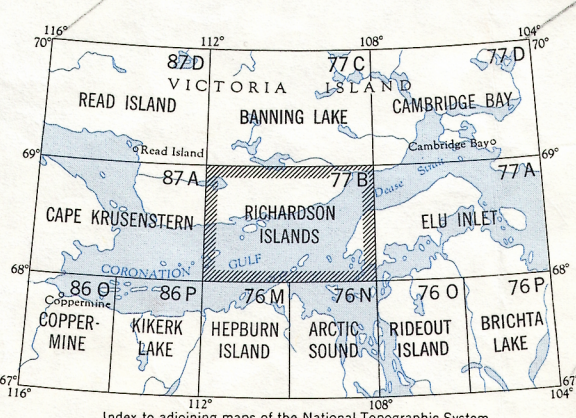 116° 112° 108° 104°
70° 70°
87 D 77 C 77 D
VICTORIA ISLAND
READ ISLAND BANNING LAKE CAMBRIDGE BAY
Read Island Cambridge Bay
69° 69°
87 A 77 B 77 A
Dease Strait
CAPE KRUSENSTERN RICHARDSON ISLANDS ELU INLET
CORONATION GULF
68° 68°
86 O 86 P 76 M 76 N 76 O 76 P
Coppermine
COPPER-
MINE
KIKERK
LAKE
HEPBURN
ISLAND
ARCTIC
SOUND
RIDEOUT
ISLAND
BRICHTA
LAKE
67° 67°
116° 112° 108° 104°
Index to adjoining maps of the National Topographic System